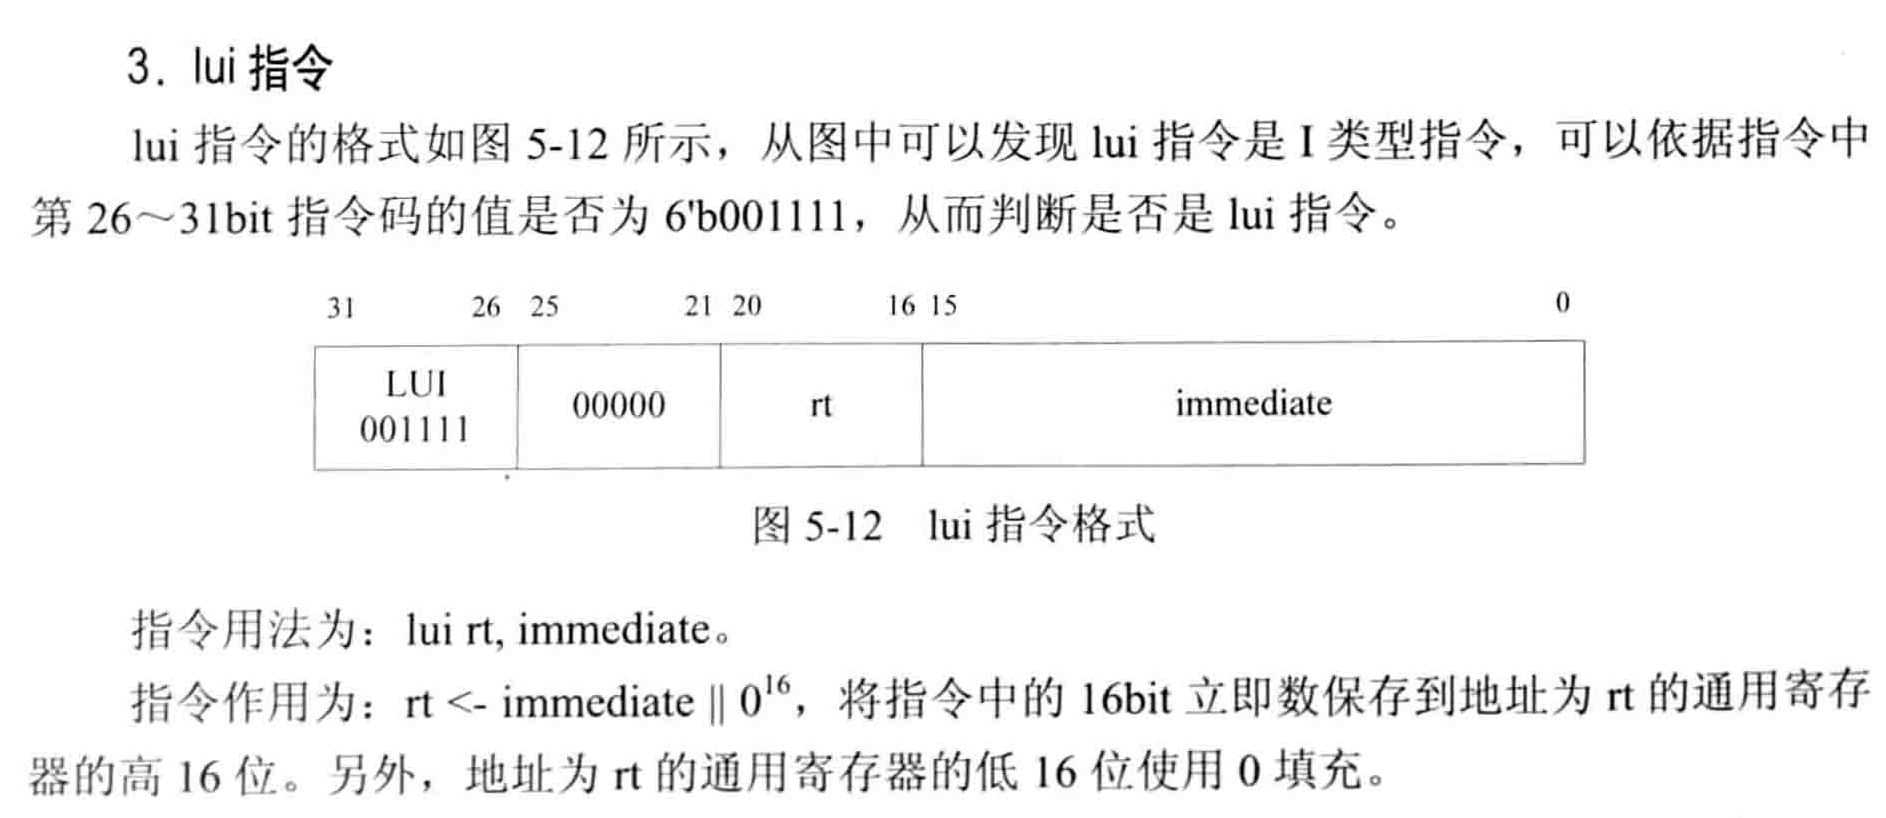 3. lui 指令
lui 指令的格式如图 5-12 所示，从图中可以发现 lui 指令是 I 类型指令，可以依据指令中
第 26～31bit 指令码的值是否为 6'b001111，从而判断是否是 lui 指令。
31 26 25 21 20 16 15 0
LUI
001111
00000
rt
immediate
图 5-12 lui 指令格式
指令用法为：lui rt, immediate。
指令作用为：rt <- immediate || 0^16，将指令中的 16bit 立即数保存到地址为 rt 的通用寄存
器的高 16 位。另外，地址为 rt 的通用寄存器的低 16 位使用 0 填充。